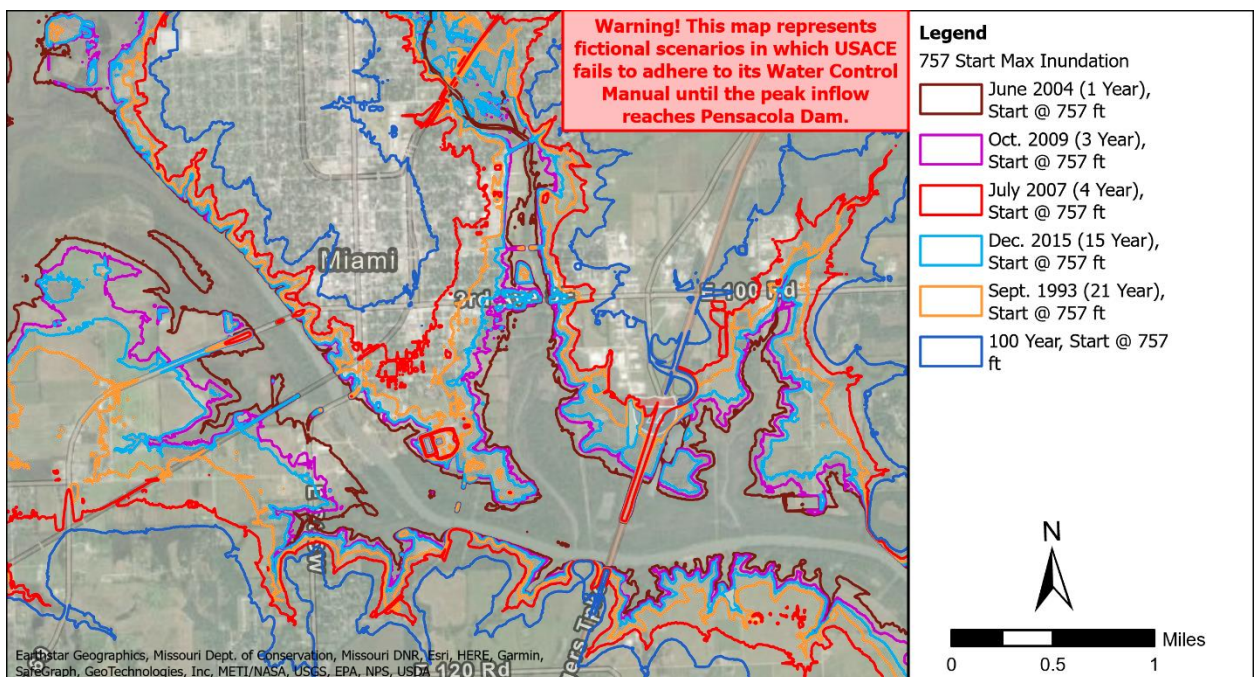 Warning! This map represents
fictional scenarios in which USACE
fails to adhere to its Water Control
Manual until the peak inflow
reaches Pensacola Dam.
Miami
3rd
E 100 Rd
E 120 Rd
Earthstar Geographics, Missouri Dept. of Conservation, Missouri DNR, Esri, HERE, Garmin,
SafeGraph, GeoTechnologies, Inc, METI/NASA, USGS, EPA, NPS, USDA
Legend
757 Start Max Inundation
June 2004 (1 Year),
Start @ 757 ft
Oct. 2009 (3 Year),
Start @ 757 ft
July 2007 (4 Year),
Start @ 757 ft
Dec. 2015 (15 Year),
Start @ 757 ft
Sept. 1993 (21 Year),
Start @ 757 ft
100 Year, Start @ 757
ft
N
Miles
0 0.5 1